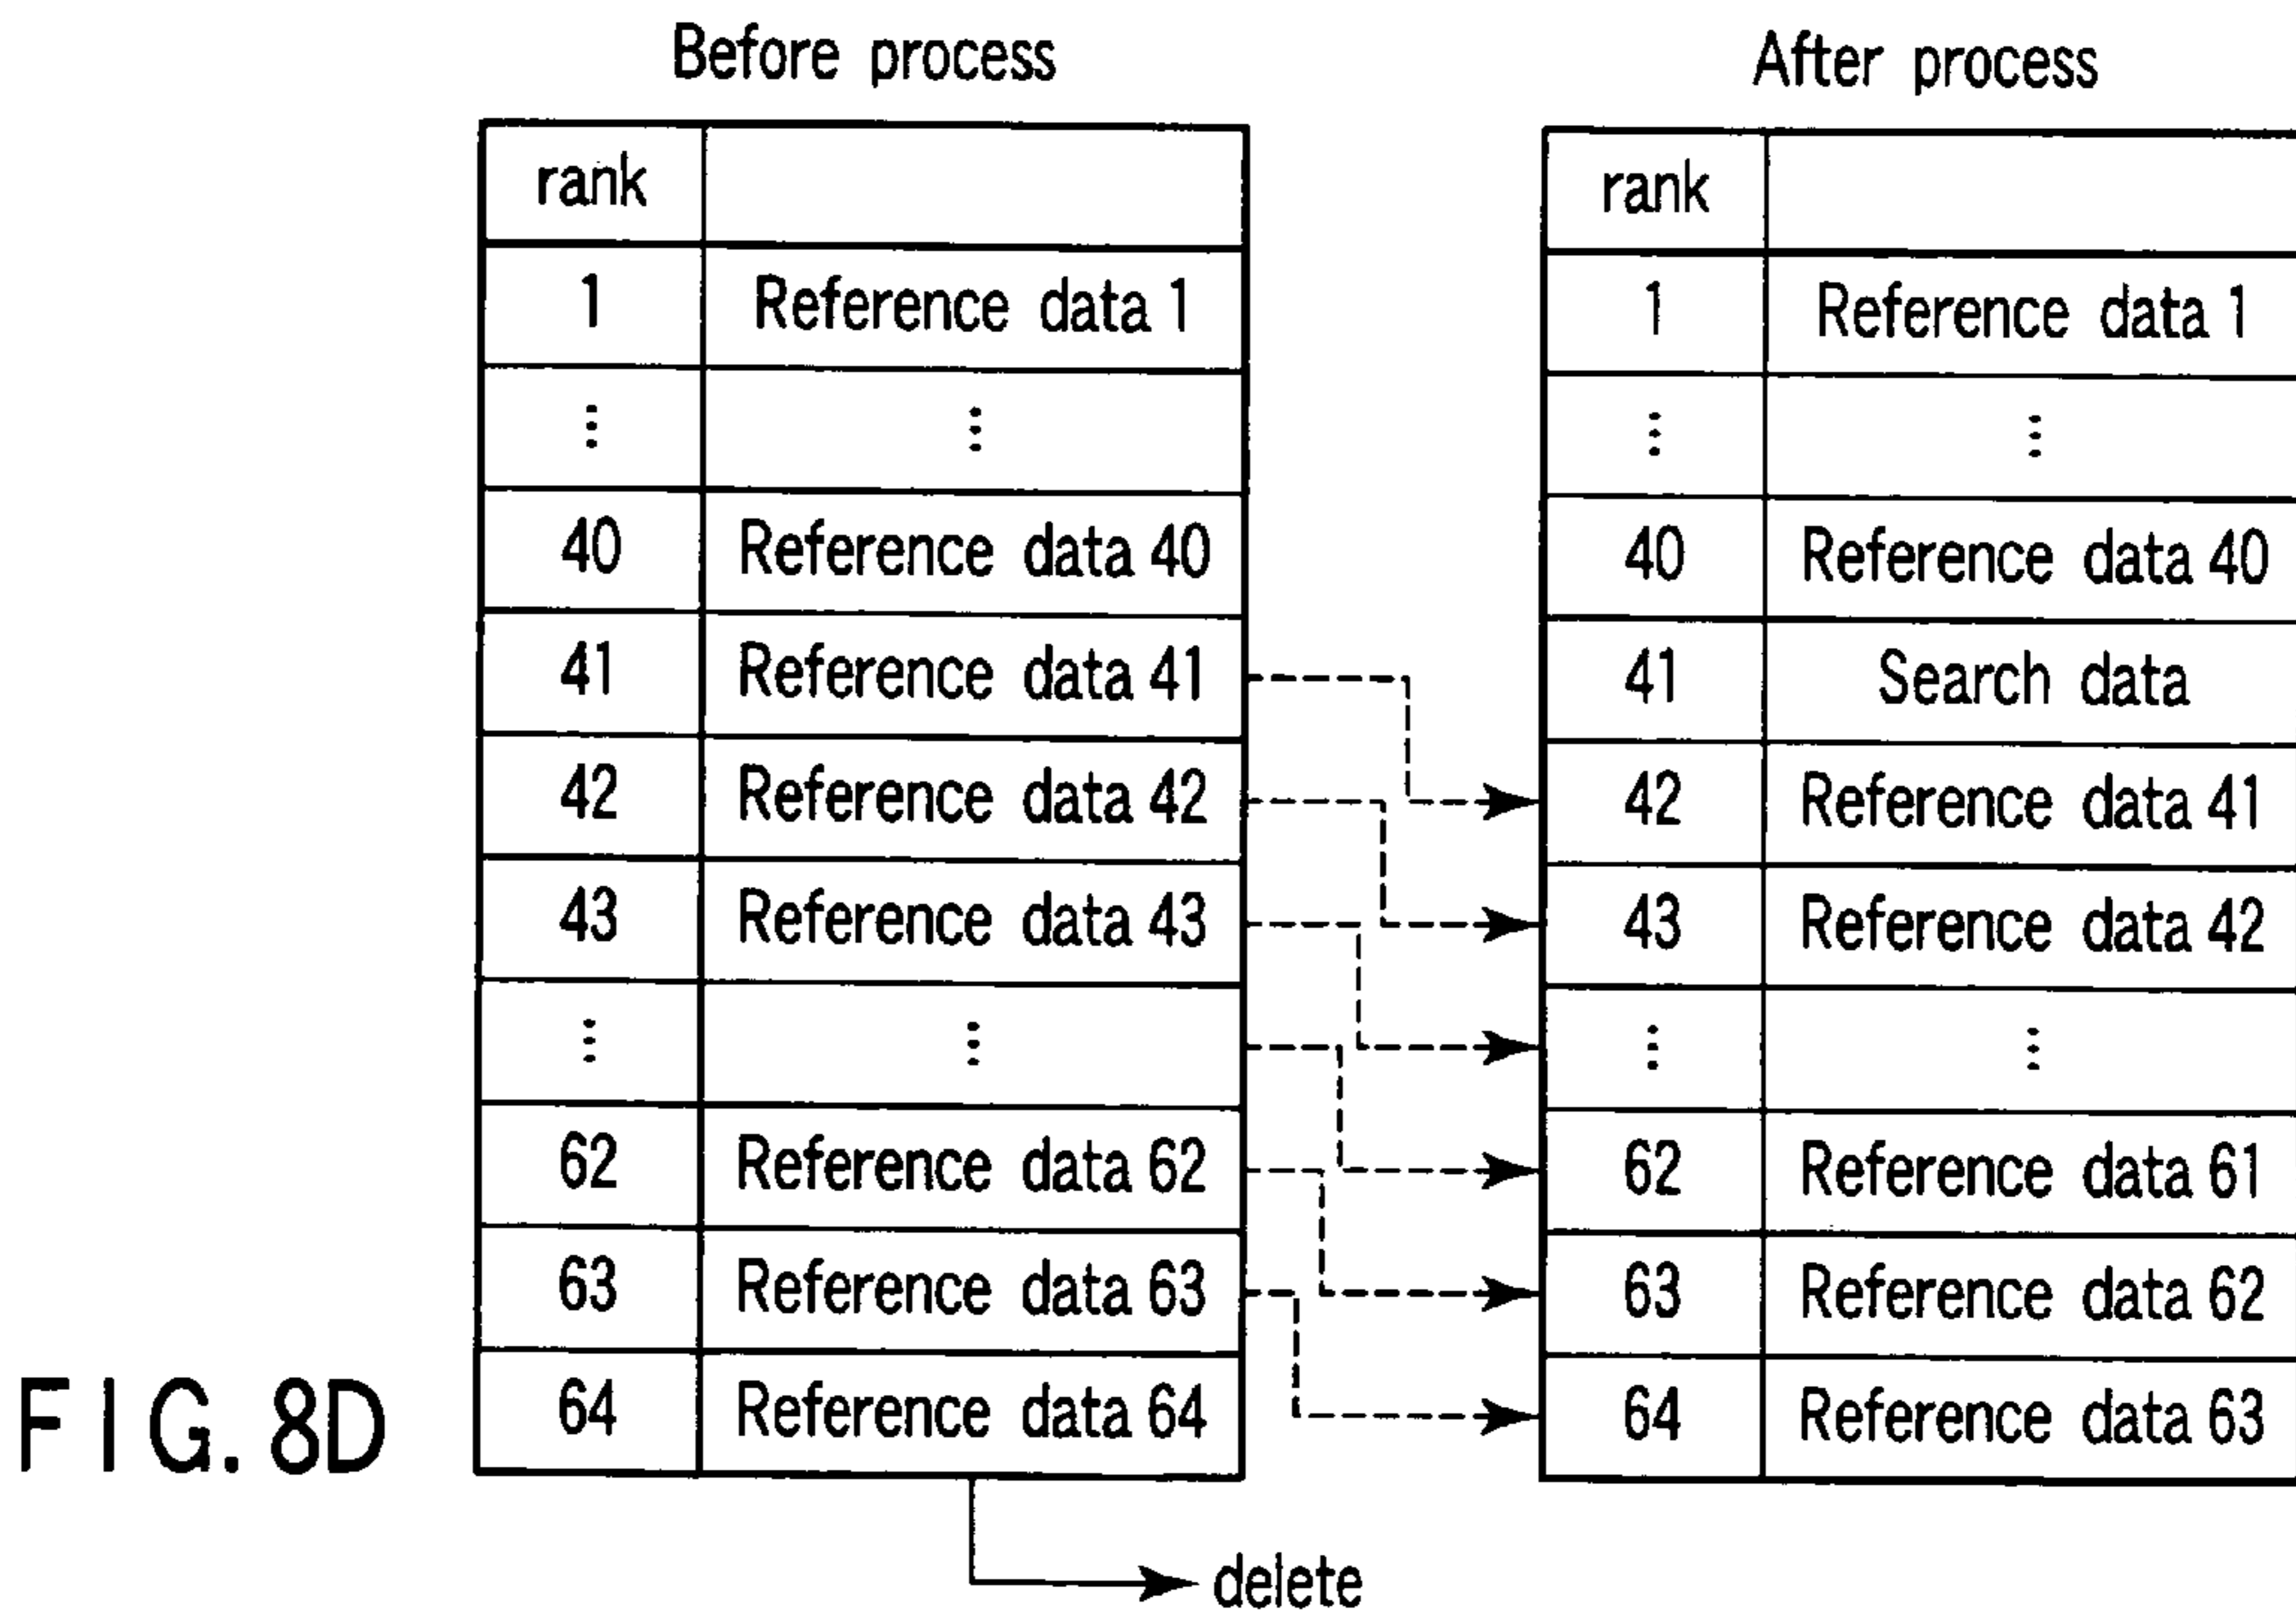 Before process
rank
1 Reference data 1
⋮ ⋮
40 Reference data 40
41 Reference data 41
42 Reference data 42
43 Reference data 43
⋮ ⋮
62 Reference data 62
63 Reference data 63
64 Reference data 64
delete
After process
rank
1 Reference data 1
⋮ ⋮
40 Reference data 40
41 Search data
42 Reference data 41
43 Reference data 42
⋮ ⋮
62 Reference data 61
63 Reference data 62
64 Reference data 63
FIG. 8D